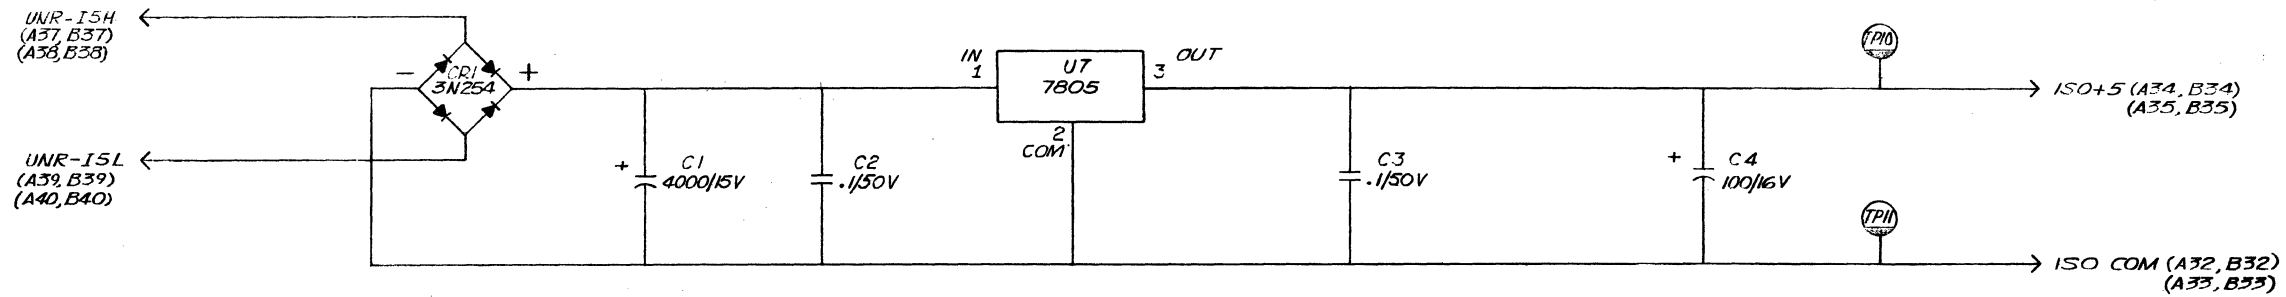 UNR-I5H
(A37, B37)
(A38, B38)
UNR-I5L
(A39, B39)
(A40, B40)
-
CR1
3N254
+
+
C1
4000/15V
C2
.1/50V
IN
1
U7
7805
3
OUT
2
COM
C3
.1/50V
+
C4
100/16V
TP10
TP11
ISO+5 (A34, B34)
(A35, B35)
ISO COM (A32, B32)
(A33, B33)